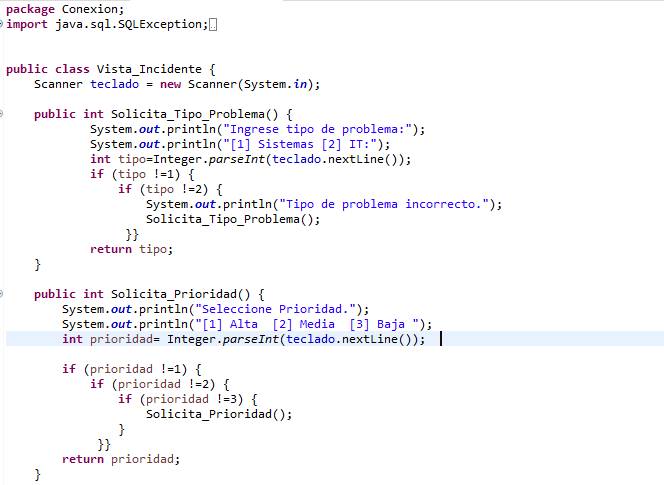 package Conexion;
import java.sql.SQLException;
public class Vista_Incidente {
Scanner teclado = new Scanner(System.in);
public int Solicita_Tipo_Problema() {
System.out.println("Ingrese tipo de problema:");
System.out.println("[1] Sistemas [2] IT:");
int tipo=Integer.parseInt(teclado.nextLine());
if (tipo !=1) {
if (tipo !=2) {
System.out.println("Tipo de problema incorrecto.");
Solicita_Tipo_Problema();
}}
return tipo;
}
public int Solicita_Prioridad() {
System.out.println("Seleccione Prioridad.");
System.out.println("[1] Alta  [2] Media  [3] Baja ");
int prioridad= Integer.parseInt(teclado.nextLine());
if (prioridad !=1) {
if (prioridad !=2) {
if (prioridad !=3) {
Solicita_Prioridad();
}
}}
return prioridad;
}